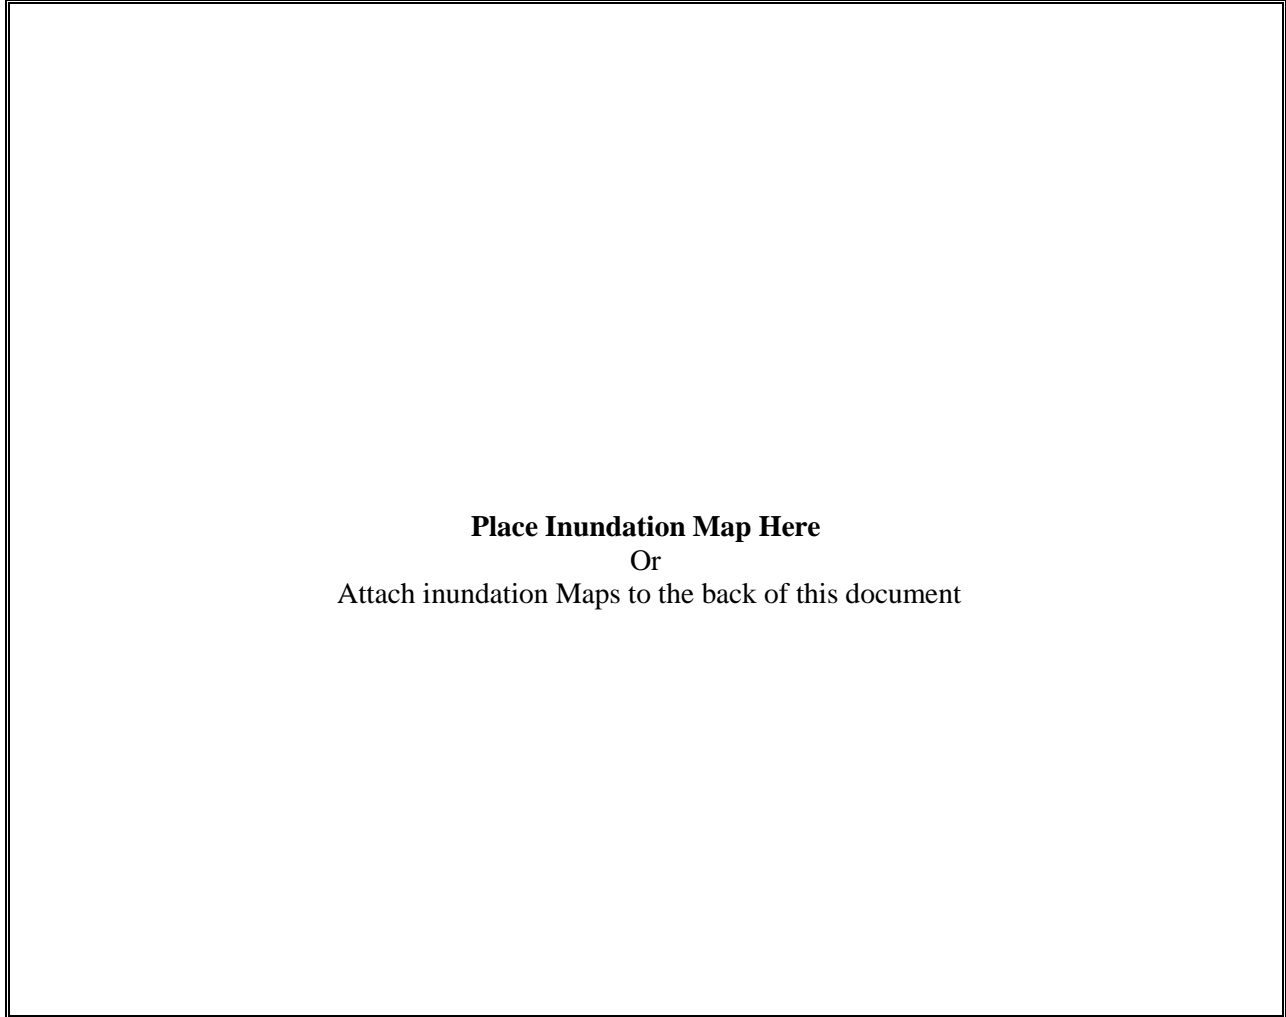 Place Inundation Map Here
Or
Attach inundation Maps to the back of this document